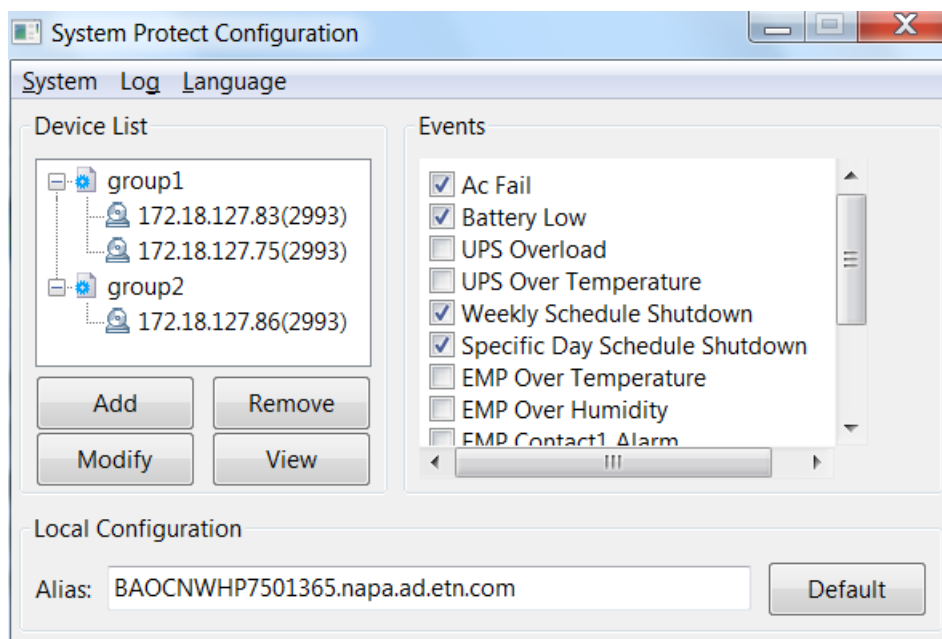 System Protect Configuration
System Log Language
Device List
group1
172.18.127.83(2993)
172.18.127.75(2993)
group2
172.18.127.86(2993)
Add Remove
Modify View
Events
Ac Fail
Battery Low
UPS Overload
UPS Over Temperature
Weekly Schedule Shutdown
Specific Day Schedule Shutdown
EMP Over Temperature
EMP Over Humidity
EMP Contact1 Alarm
Local Configuration
Alias: BAOCNWHP7501365.napa.ad.etn.com Default